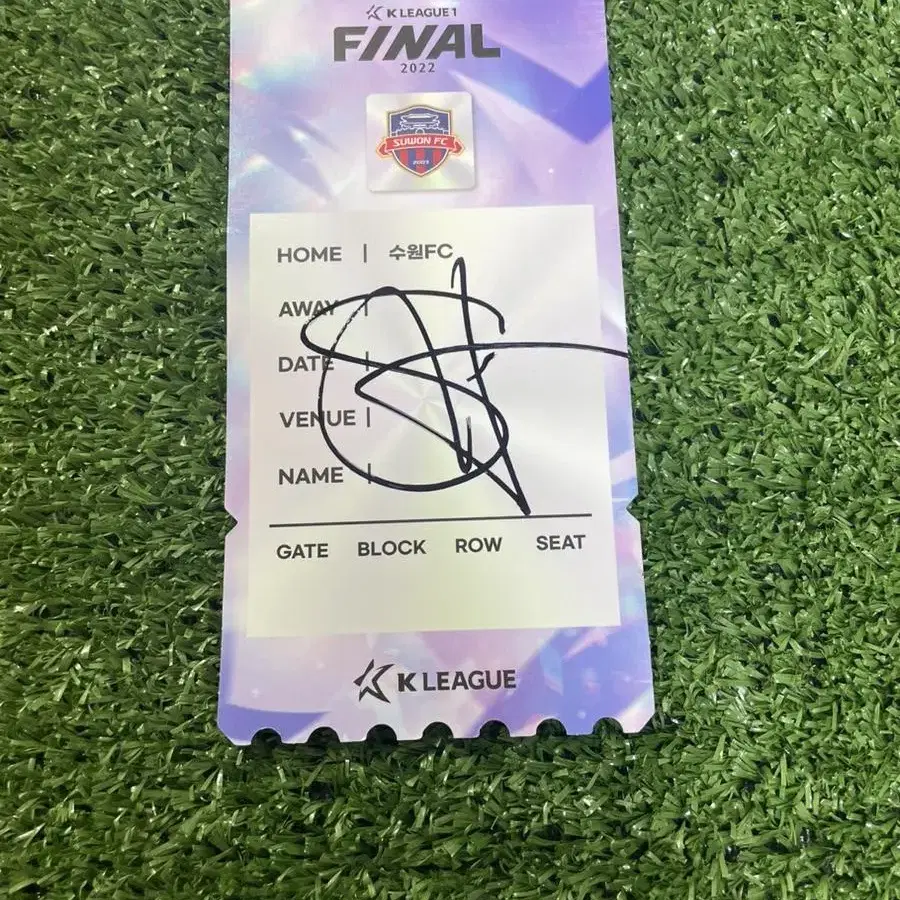 K LEAGUE 1
FINAL
2022
SUWON FC
2003
HOME | 수원FC
AWAY |
DATE |
VENUE |
NAME |
GATE BLOCK ROW SEAT
K LEAGUE